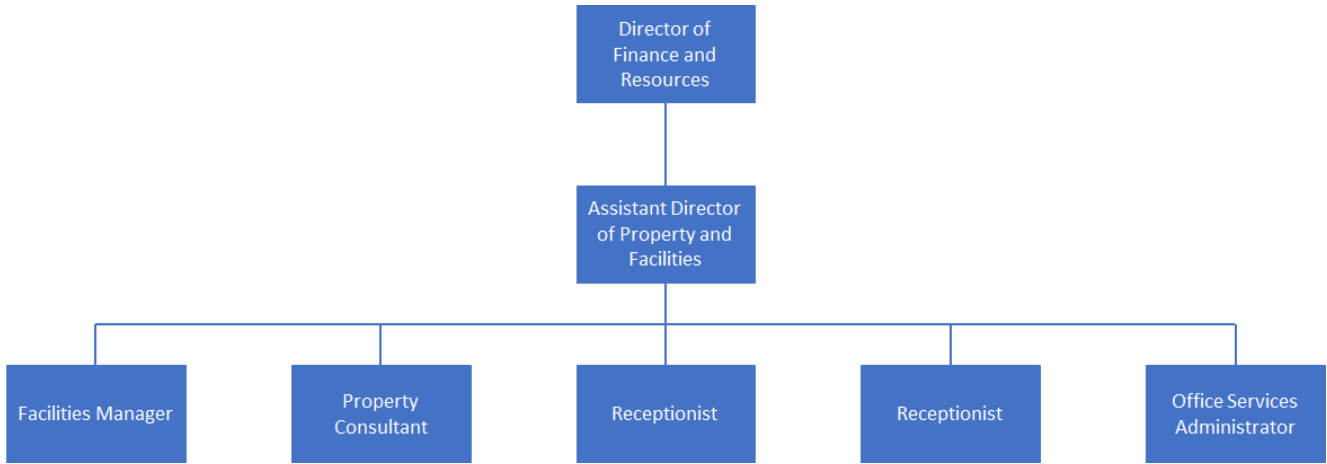 Director of
Finance and
Resources
Assistant Director
of Property and
Facilities
Facilities Manager
Property
Consultant
Receptionist
Receptionist
Office Services
Administrator